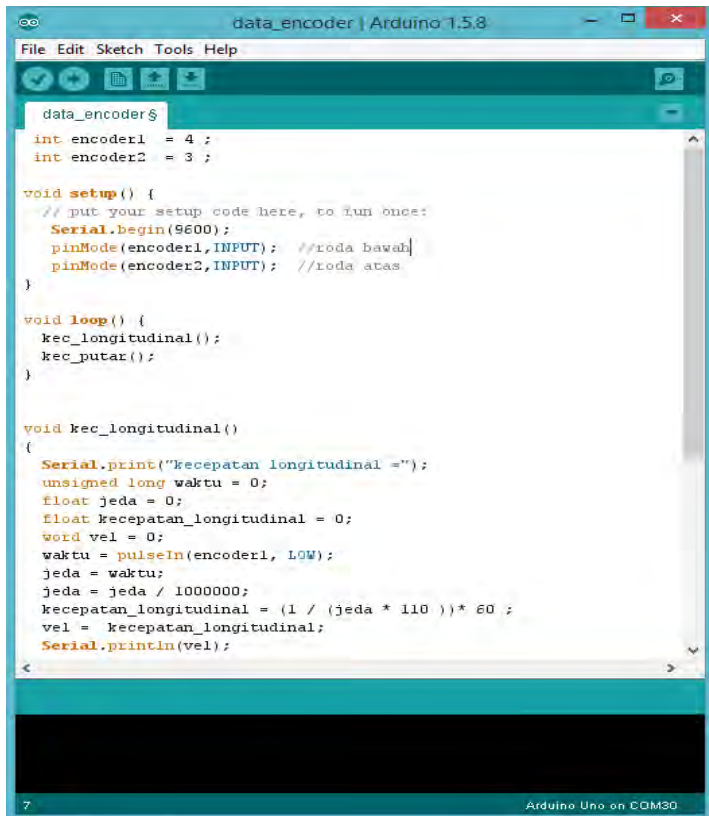 data_encoder | Arduino 1.5.8
File Edit Sketch Tools Help
data_encoder §
int encoder1 = 4 ;
int encoder2 = 3 ;
void setup() {
// put your setup code here, to run once:
Serial.begin(9600);
pinMode(encoder1,INPUT); //roda bawah
pinMode(encoder2,INPUT); //roda atas
}
void loop() {
kec_longitudinal();
kec_putar();
}
void kec_longitudinal()
{
Serial.print("kecepatan longitudinal =");
unsigned long waktu = 0;
float jeda = 0;
float kecepatan_longitudinal = 0;
word vel = 0;
waktu = pulseIn(encoder1, LOW);
jeda = waktu;
jeda = jeda / 1000000;
kecepatan_longitudinal = (1 / (jeda * 110 ))* 60 ;
vel = kecepatan_longitudinal;
Serial.println(vel);
7
Arduino Uno on COM30